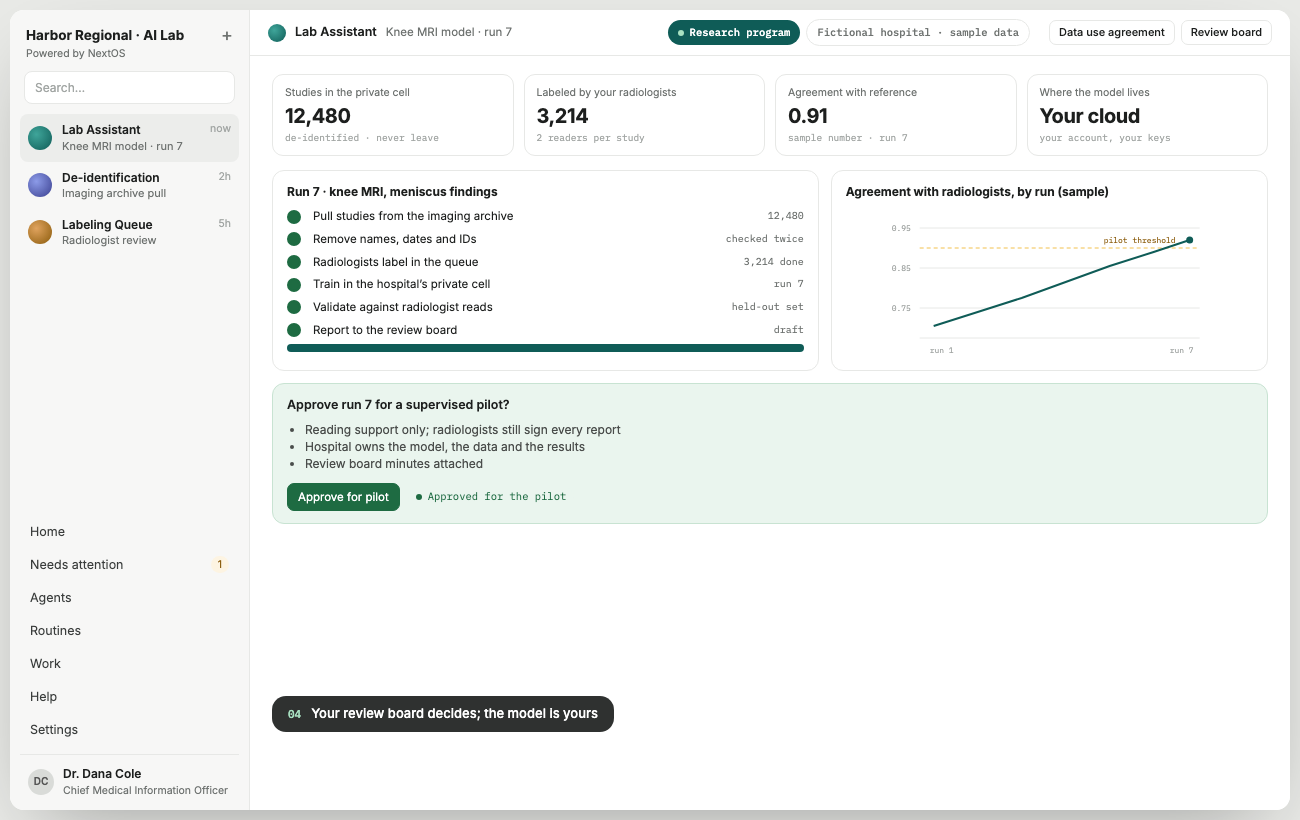 Harbor Regional · AI Lab
+
Powered by NextOS
Search...
Lab Assistant
now
Knee MRI model · run 7
De-identification
2h
Imaging archive pull
Labeling Queue
5h
Radiologist review
Home
Needs attention
1
Agents
Routines
Work
Help
Settings
DC
Dr. Dana Cole
Chief Medical Information Officer
Lab Assistant Knee MRI model · run 7
Research program
Fictional hospital · sample data
Data use agreement
Review board
Studies in the private cell
12,480
de-identified · never leave
Labeled by your radiologists
3,214
2 readers per study
Agreement with reference
0.91
sample number · run 7
Where the model lives
Your cloud
your account, your keys
Run 7 · knee MRI, meniscus findings
Pull studies from the imaging archive 12,480
Remove names, dates and IDs checked twice
Radiologists label in the queue 3,214 done
Train in the hospital's private cell run 7
Validate against radiologist reads held-out set
Report to the review board draft
Agreement with radiologists, by run (sample)
0.95
pilot threshold
0.85
0.75
run 1 run 7
Approve run 7 for a supervised pilot?
• Reading support only; radiologists still sign every report
• Hospital owns the model, the data and the results
• Review board minutes attached
Approve for pilot
Approved for the pilot
04 Your review board decides; the model is yours